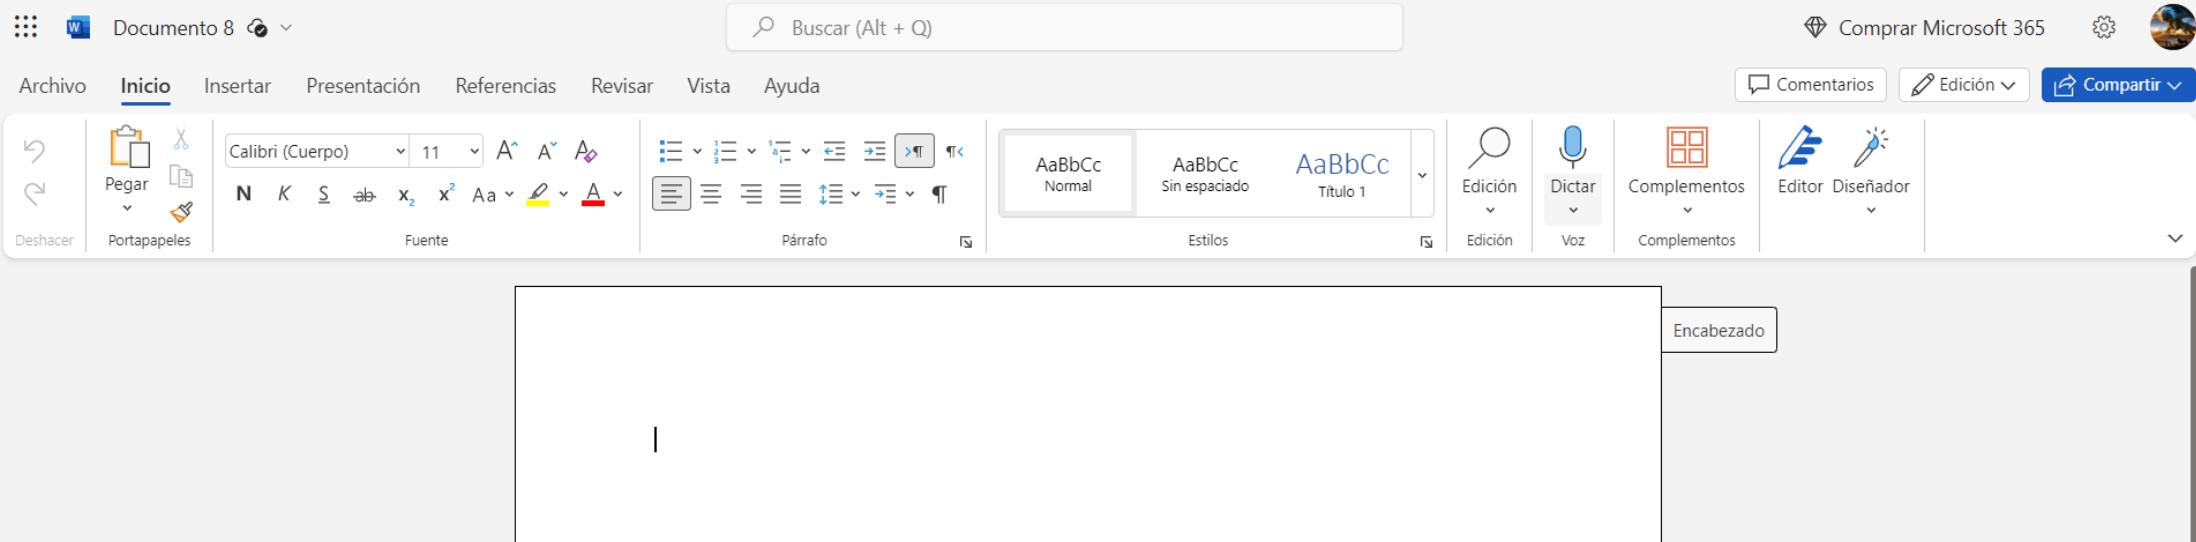 Documento 8
Buscar (Alt + Q)
Comprar Microsoft 365
Archivo Inicio Insertar Presentación Referencias Revisar Vista Ayuda
Comentarios Edición Compartir
Calibri (Cuerpo) 11
Pegar
N K S ab x₂ x² Aa A
AaBbCc AaBbCc AaBbCc
Normal Sin espaciado Título 1
Edición Dictar Complementos Editor Diseñador
Deshacer Portapapeles Fuente Párrafo Estilos Edición Voz Complementos
Encabezado